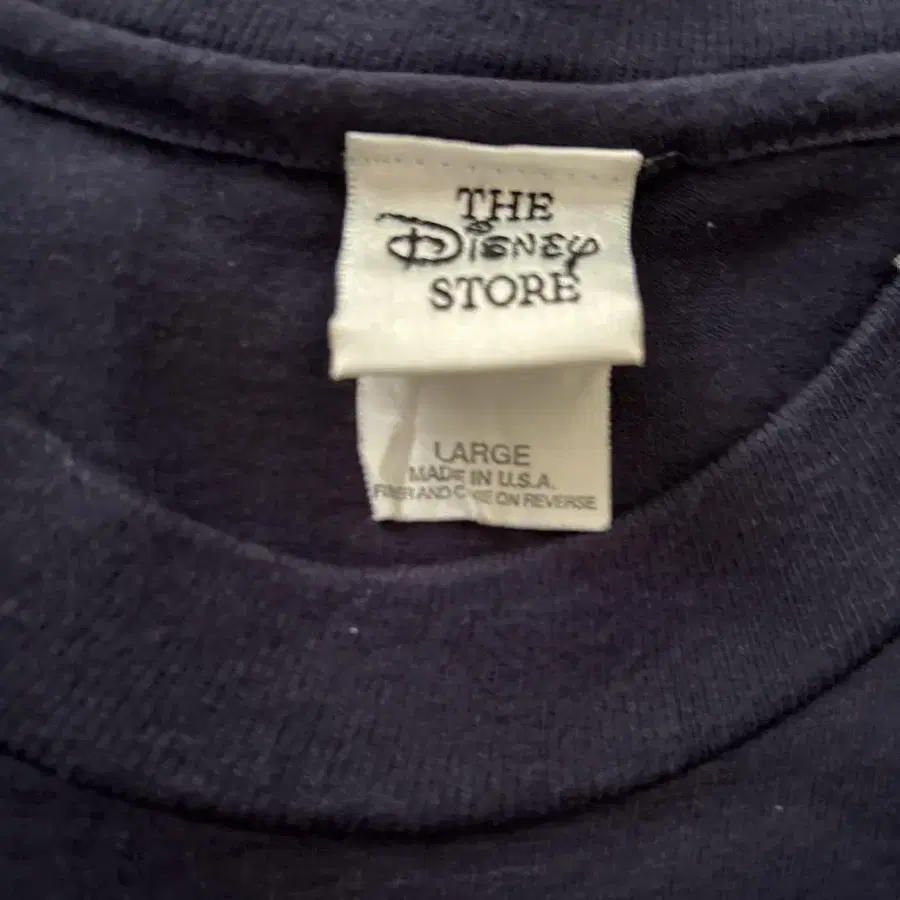 THE
Disney
STORE
LARGE
MADE IN U.S.A.
FIBER AND CARE ON REVERSE